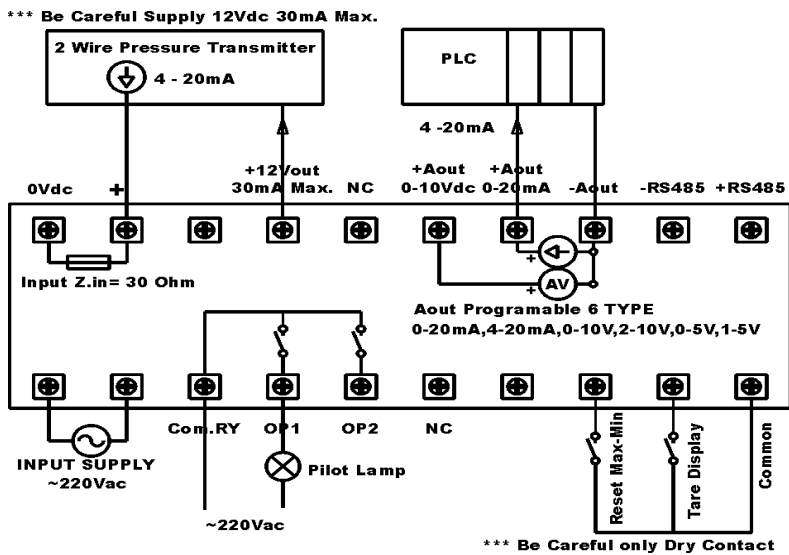 *** Be Careful Supply 12Vdc 30mA Max.
2 Wire Pressure Transmitter
4 - 20mA
PLC
4 -20mA
+12Vout
30mA Max.
0Vdc
+
NC
+Aout
0-10Vdc
+Aout
0-20mA
-Aout
-RS485
+RS485
Input Z.in= 30 Ohm
+
+
AV
Aout Programable 6 TYPE
0-20mA,4-20mA,0-10V,2-10V,0-5V,1-5V
INPUT SUPPLY
~220Vac
Com.RY
OP1
OP2
NC
Pilot Lamp
~220Vac
Reset Max-Min
Tare Display
Common
*** Be Careful only Dry Contact